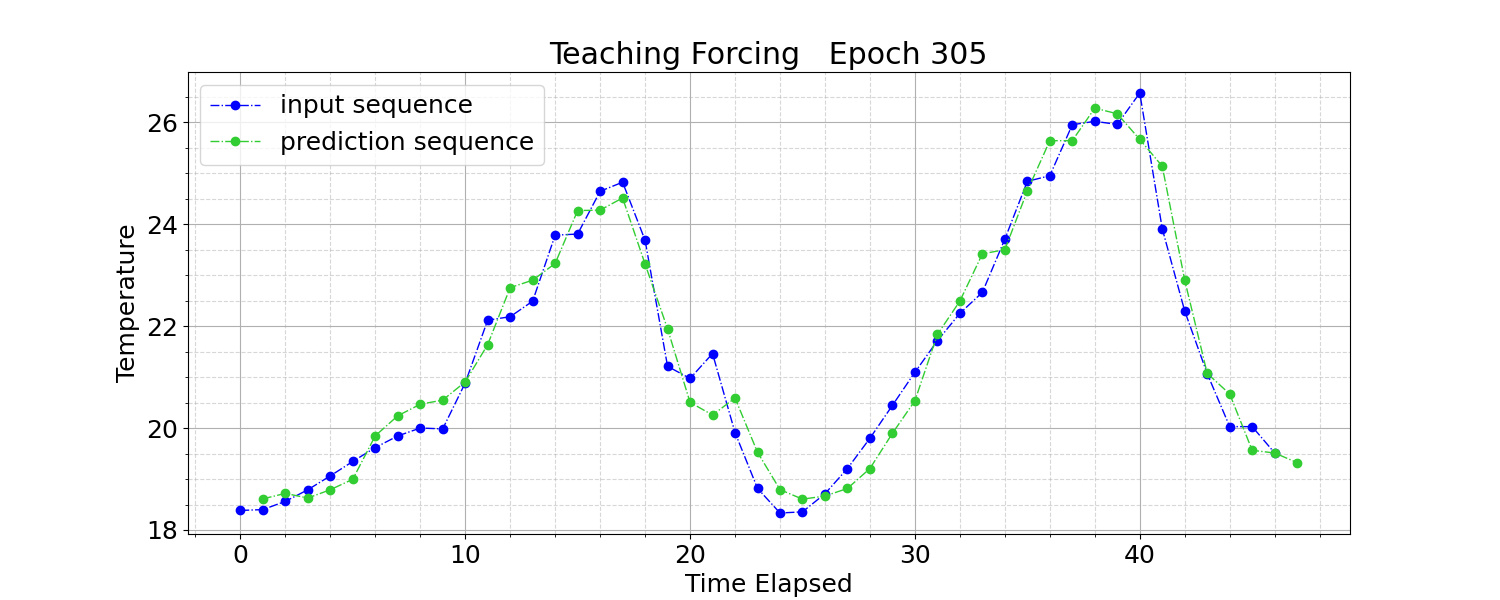 Teaching Forcing   Epoch 305
input sequence
prediction sequence
Temperature
26
24
22
20
18
0 10 20 30 40
Time Elapsed